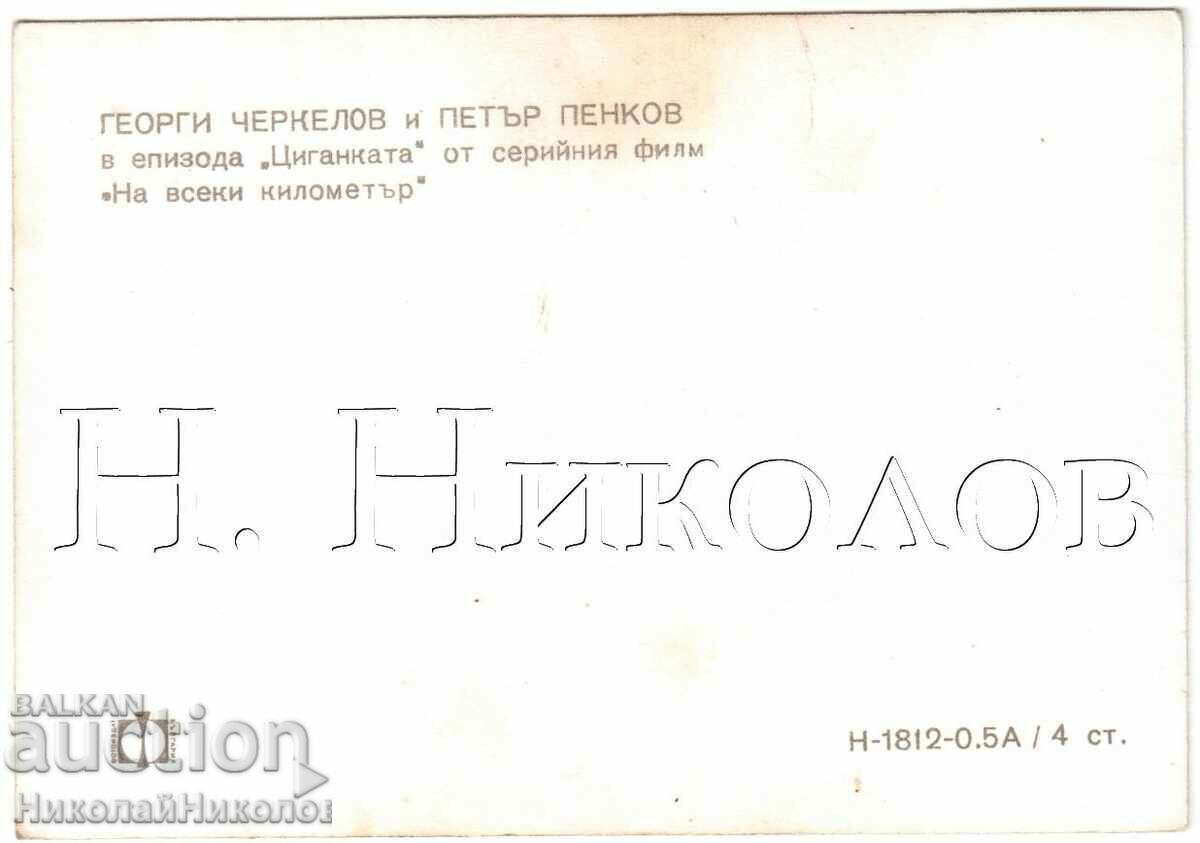 ГЕОРГИ ЧЕРКЕЛОВ и ПЕТЪР ПЕНКОВ
в епизода „Циганката" от серийния филм
„На всеки километър"
Н. Николов
BALKAN
auction
НиколайНиколов
Н-1812-0.5А / 4 ст.